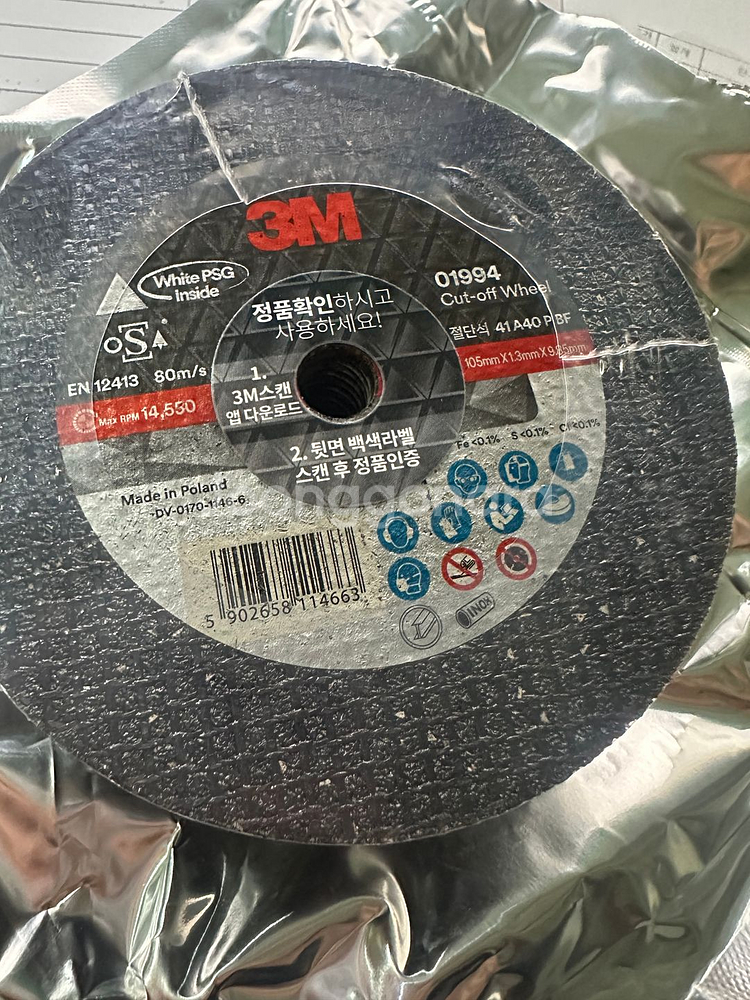 3M
White PSG
Inside
oSa
EN 12413 80m/s
Max RPM 14,550
정품확인하시고
사용하세요!
1.
3M스캔
앱 다운로드
2. 뒷면 백색라벨
스캔 후 정품인증
01994
Cut-off Wheel
절단석 41 A40 P BF
105mmX1.3mmX9.85mm
Fe<0.1% S<0.1% Cl<0.1%
Made in Poland
-DV-0170-1146-6
5 902658 114663
INOX